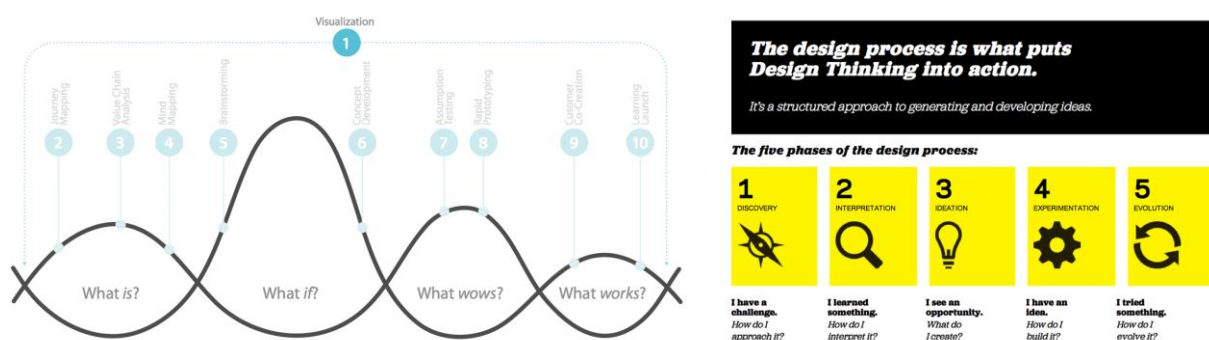 Visualization
1
Journey
Mapping
2
Value Chain
Analysis
3
Mind
Mapping
4
Brainstorming
5
Concept
Development
6
Assumption
Testing
7
Rapid
Prototyping
8
Customer
Co-Creation
9
Learning
Launch
10
What is?
What if?
What wows?
What works?
The design process is what puts
Design Thinking into action.
It's a structured approach to generating and developing ideas.
The five phases of the design process:
1
DISCOVERY
I have a
challenge.
How do I
approach it?
2
INTERPRETATION
I learned
something.
How do I
interpret it?
3
IDEATION
I see an
opportunity.
What do
I create?
4
EXPERIMENTATION
I have an
idea.
How do I
build it?
5
EVOLUTION
I tried
something.
How do I
evolve it?